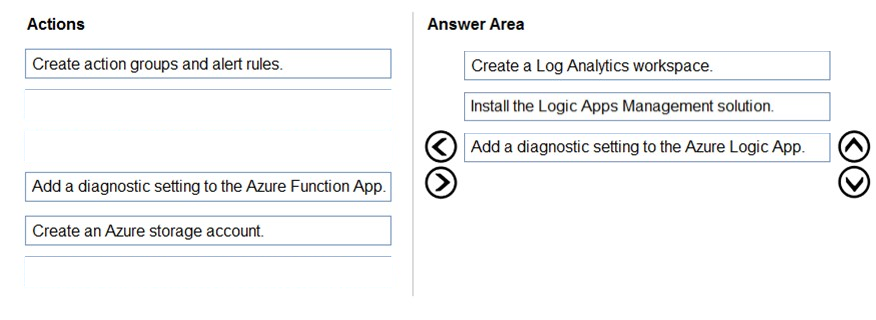 Actions
Answer Area
Create action groups and alert rules.
Create a Log Analytics workspace.
Install the Logic Apps Management solution.
Add a diagnostic setting to the Azure Logic App.
Add a diagnostic setting to the Azure Function App.
Create an Azure storage account.